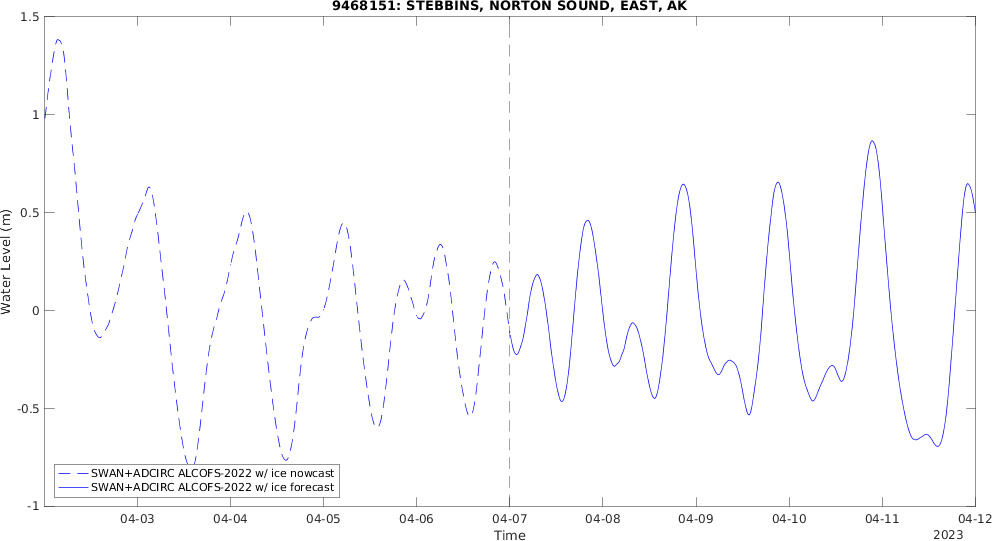 9468151: STEBBINS, NORTON SOUND, EAST, AK
1.5
1
0.5
0
-0.5
-1
Water Level (m)
SWAN+ADCIRC ALCOFS-2022 w/ ice nowcast
SWAN+ADCIRC ALCOFS-2022 w/ ice forecast
04-03 04-04 04-05 04-06 04-07 04-08 04-09 04-10 04-11 04-12
Time
2023